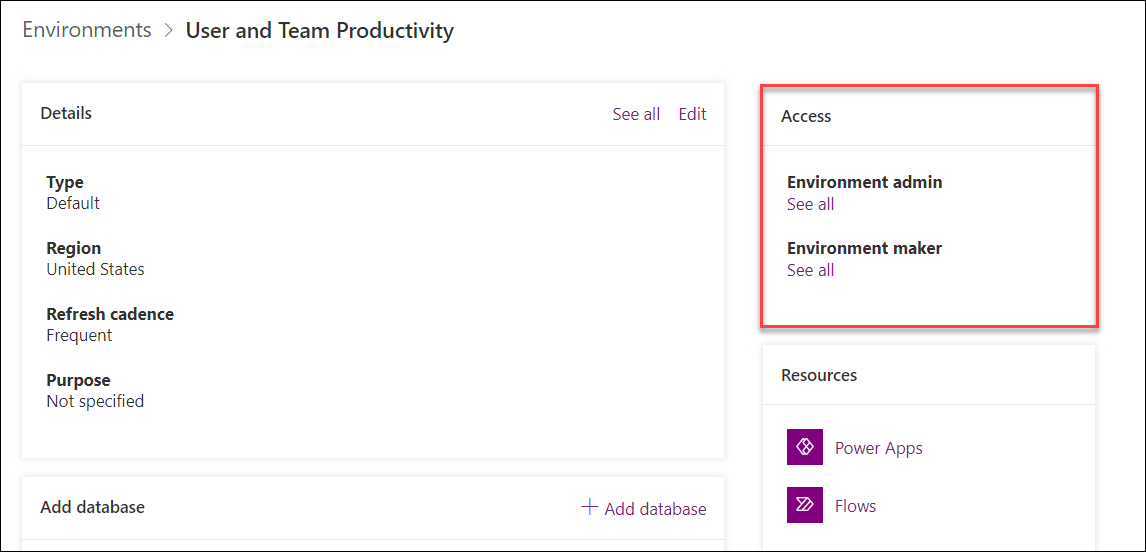 Environments > User and Team Productivity
Details
See all Edit
Type
Default
Region
United States
Refresh cadence
Frequent
Purpose
Not specified
Access
Environment admin
See all
Environment maker
See all
Resources
Power Apps
Flows
Add database
+ Add database